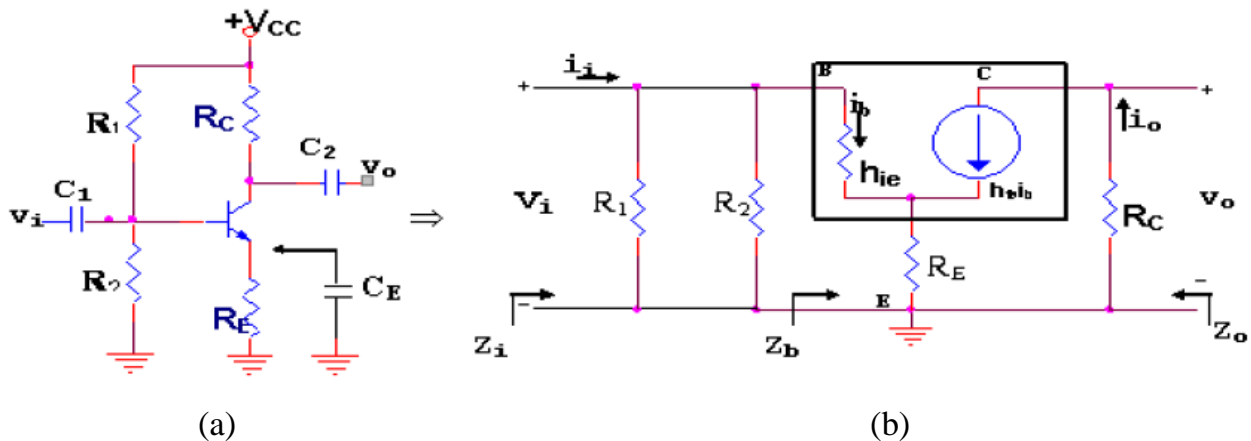 +VCC
R1
RC
C2
vo
C1
vi
R2
RE
CE
⇒
(a)
ii
+
B
C
ib
hie
hfeib
io
+
Vi
R1
R2
RC
vo
RE
E
-
-
Zi
Zb
Zo
(b)